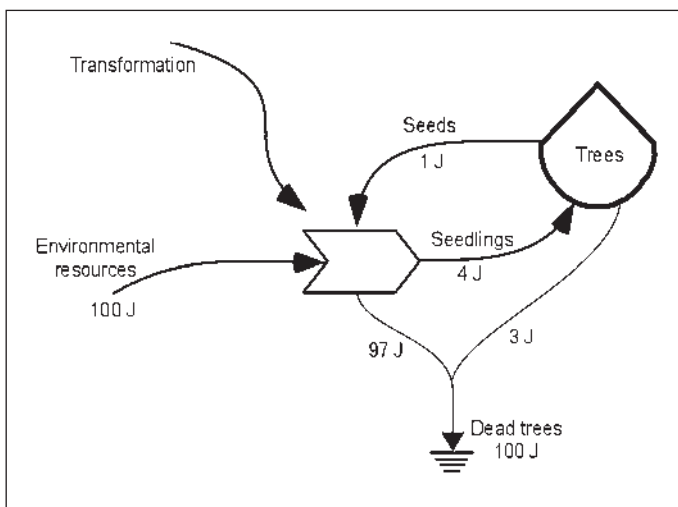 Transformation
Seeds
1 J
Trees
Environmental
resources
100 J
Seedlings
4 J
97 J
3 J
Dead trees
100 J